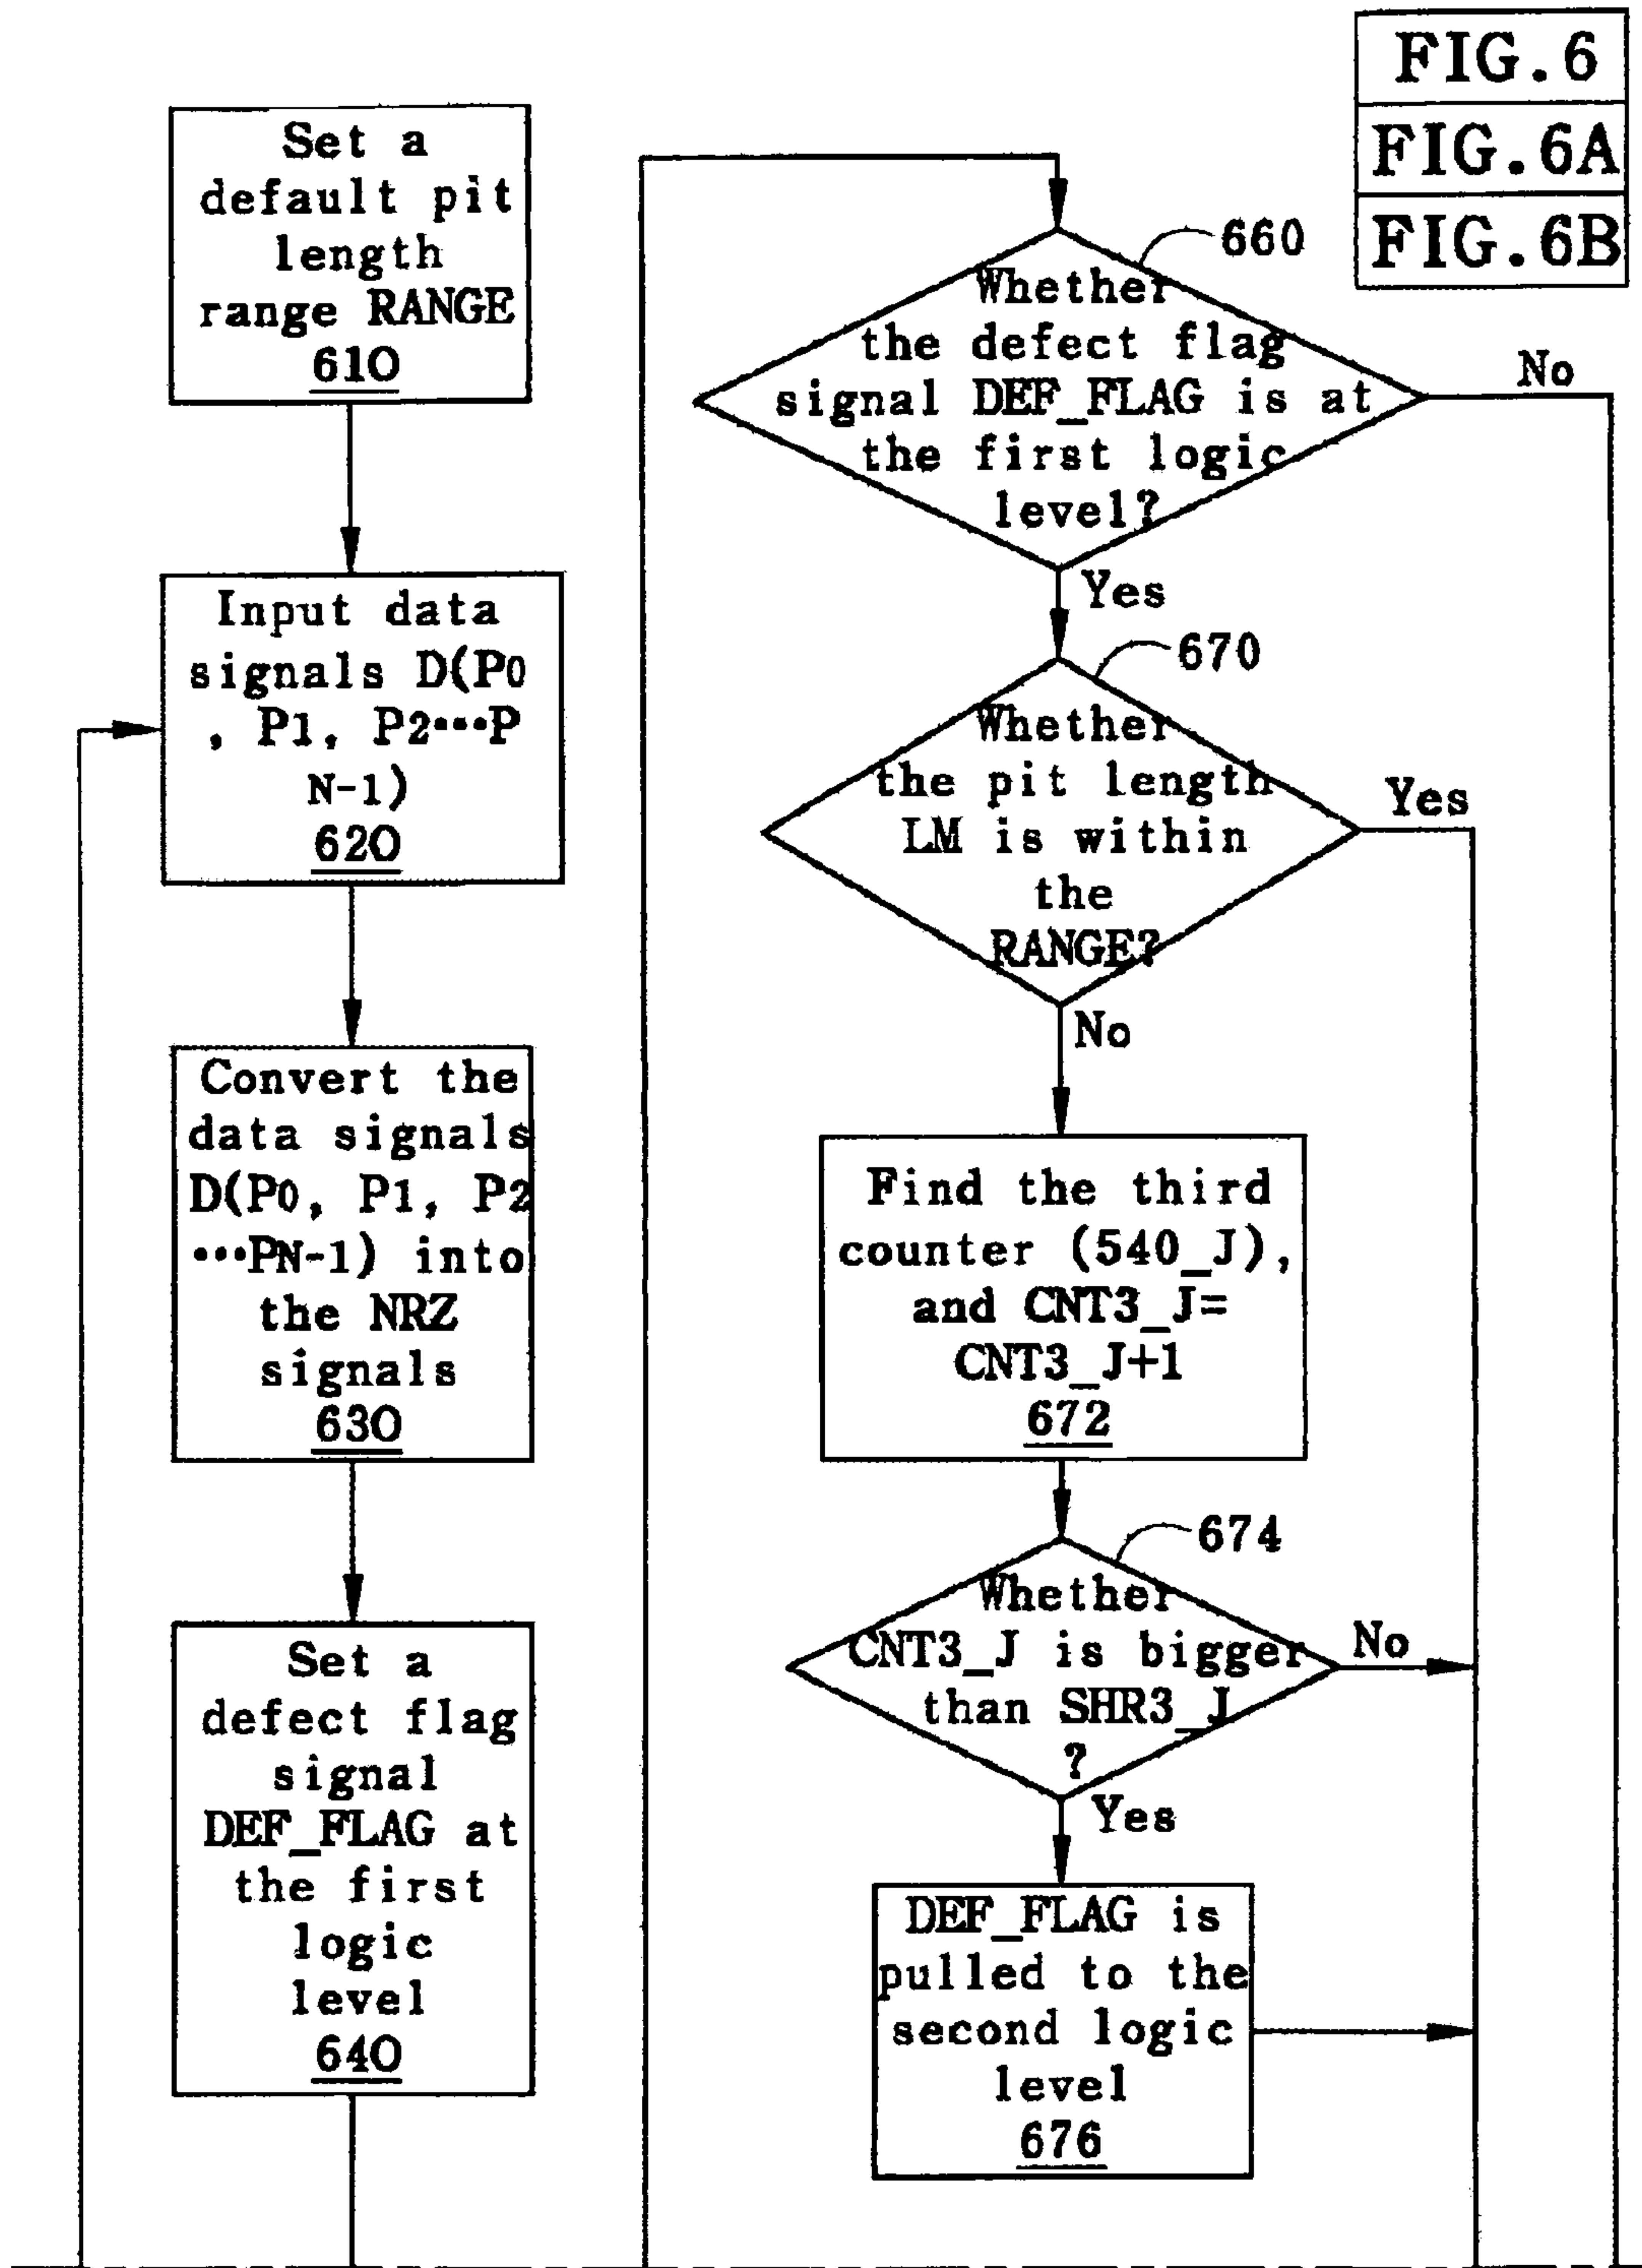 FIG.6
FIG.6A
FIG.6B
Set a
default pit
length
range RANGE
610
Input data
signals D(P0
, P1, P2···P
N-1)
620
Convert the
data signals
D(P0, P1, P2
···PN-1) into
the NRZ
signals
630
Set a
defect flag
signal
DEF_FLAG at
the first
logic
level
640
660
Whether
the defect flag
signal DEF_FLAG is at
the first logic
level?
No
Yes
670
Whether
the pit length
LM is within
the
RANGE?
Yes
No
Find the third
counter (540_J),
and CNT3_J=
CNT3_J+1
672
674
Whether
CNT3_J is bigger
than SHR3_J
?
No
Yes
DEF_FLAG is
pulled to the
second logic
level
676